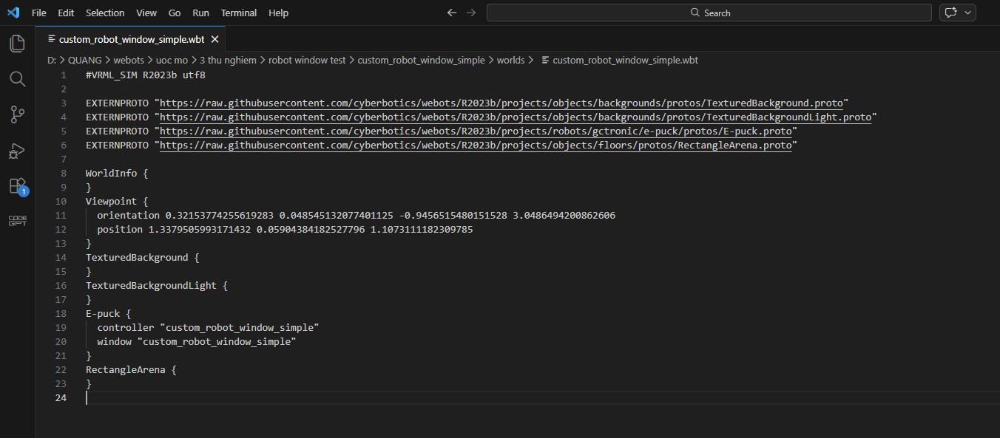 File Edit Selection View Go Run Terminal Help Search
custom_robot_window_simple.wbt
D: > QUANG > webots > uoc mo > 3 thu nghiem > robot window test > custom_robot_window_simple > worlds > custom_robot_window_simple.wbt
1 #VRML_SIM R2023b utf8
2
3 EXTERNPROTO "https://raw.githubusercontent.com/cyberbotics/webots/R2023b/projects/objects/backgrounds/protos/TexturedBackground.proto"
4 EXTERNPROTO "https://raw.githubusercontent.com/cyberbotics/webots/R2023b/projects/objects/backgrounds/protos/TexturedBackgroundLight.proto"
5 EXTERNPROTO "https://raw.githubusercontent.com/cyberbotics/webots/R2023b/projects/robots/gctronic/e-puck/protos/E-puck.proto"
6 EXTERNPROTO "https://raw.githubusercontent.com/cyberbotics/webots/R2023b/projects/objects/floors/protos/RectangleArena.proto"
7
8 WorldInfo {
9 }
10 Viewpoint {
11 orientation 0.32153774255619283 0.048545132077401125 -0.9456515480151528 3.0486494200862606
12 position 1.3379505993171432 0.05904384182527796 1.1073111182309785
13 }
14 TexturedBackground {
15 }
16 TexturedBackgroundLight {
17 }
18 E-puck {
19 controller "custom_robot_window_simple"
20 window "custom_robot_window_simple"
21 }
22 RectangleArena {
23 }
24
1
CODE
GPT